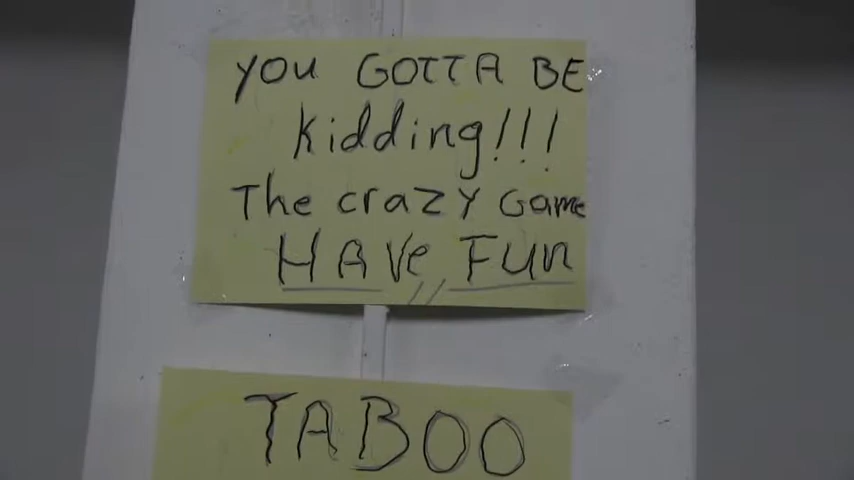 YOU GOTTA BE
kidding!!!
The crazy Game
HAVe Fun
TABOO